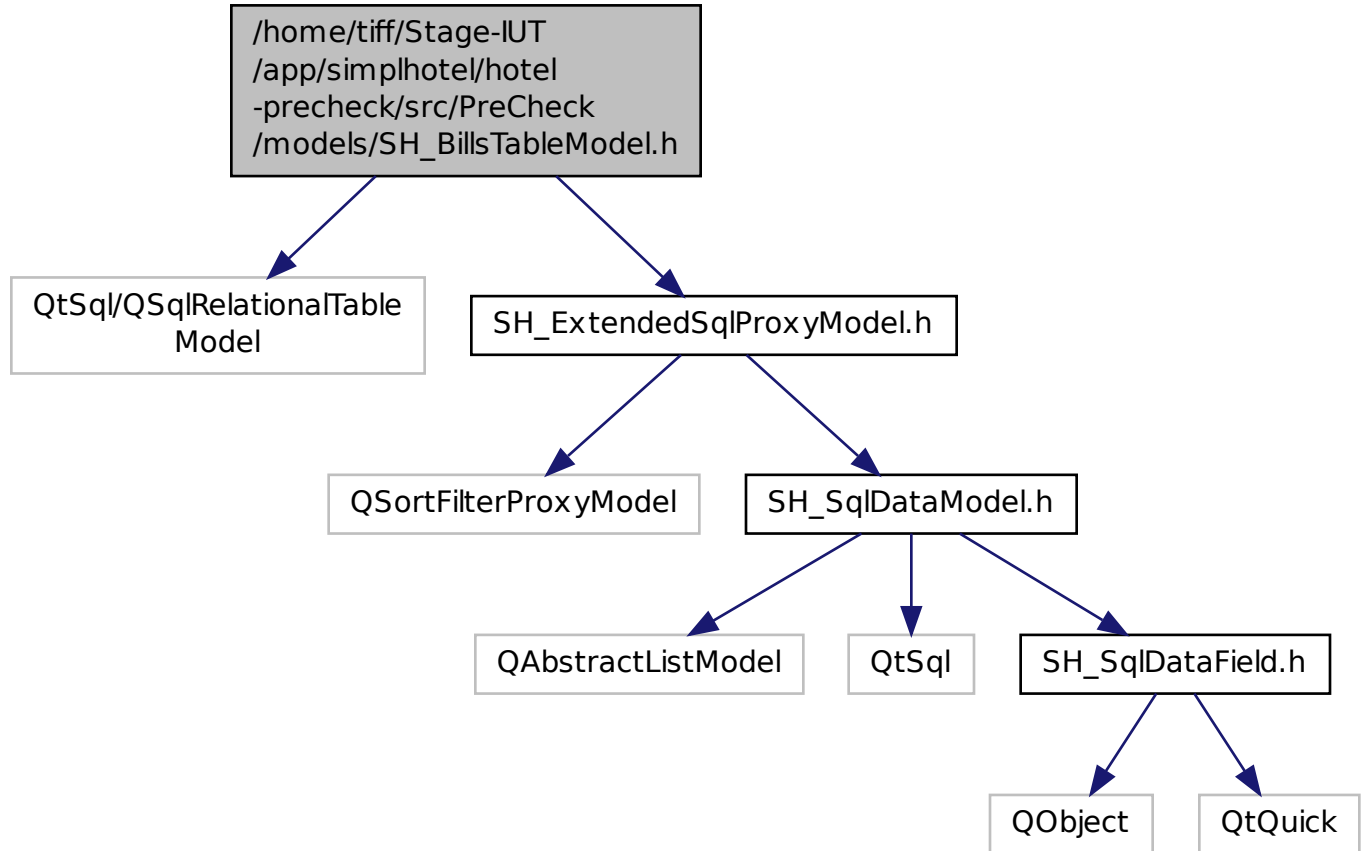 /home/tiff/Stage-IUT
/app/simplhotel/hotel
-precheck/src/PreCheck
/models/SH_BillsTableModel.h
QtSql/QSqlRelationalTable
Model
SH_ExtendedSqlProxyModel.h
QSortFilterProxyModel
SH_SqlDataModel.h
QAbstractListModel
QtSql
SH_SqlDataField.h
QObject
QtQuick